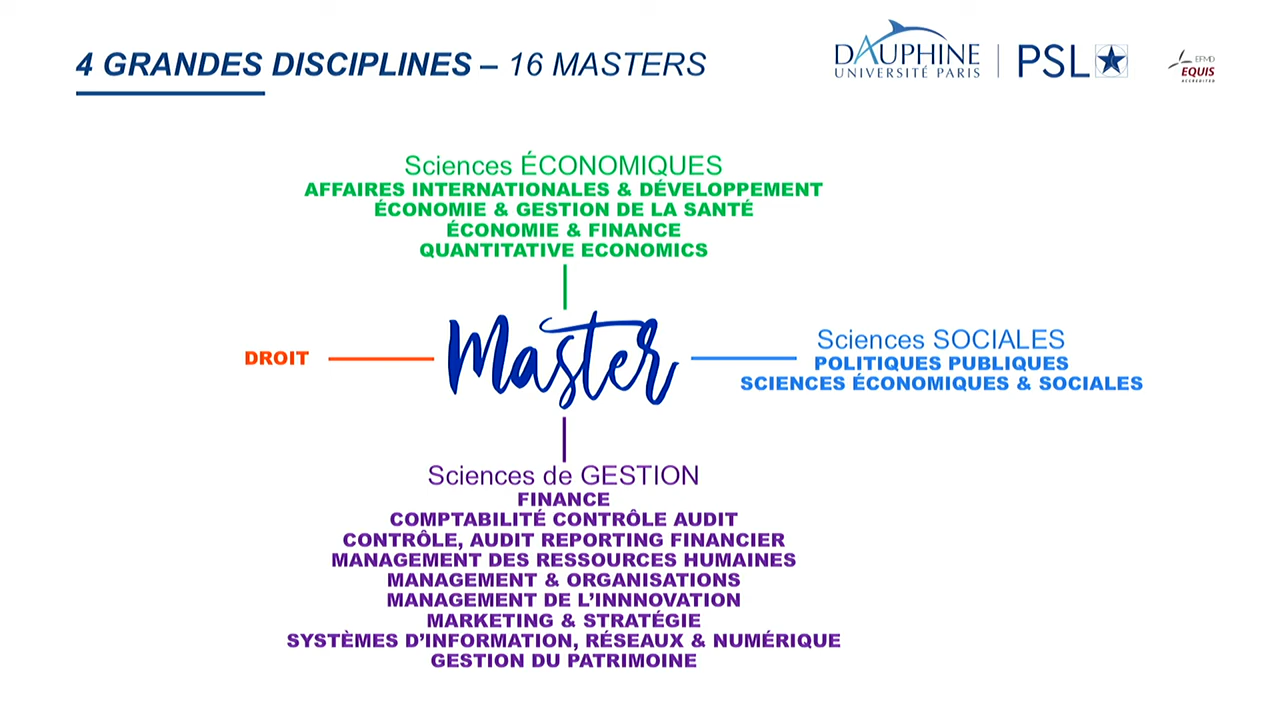 4 GRANDES DISCIPLINES – 16 MASTERS
DAUPHINE
UNIVERSITÉ PARIS
PSL
EFMD
EQUIS
ACCREDITED
Sciences ÉCONOMIQUES
AFFAIRES INTERNATIONALES & DÉVELOPPEMENT
ÉCONOMIE & GESTION DE LA SANTÉ
ÉCONOMIE & FINANCE
QUANTITATIVE ECONOMICS
DROIT
Master
Sciences SOCIALES
POLITIQUES PUBLIQUES
SCIENCES ÉCONOMIQUES & SOCIALES
Sciences de GESTION
FINANCE
COMPTABILITÉ CONTRÔLE AUDIT
CONTRÔLE, AUDIT REPORTING FINANCIER
MANAGEMENT DES RESSOURCES HUMAINES
MANAGEMENT & ORGANISATIONS
MANAGEMENT DE L’INNNOVATION
MARKETING & STRATÉGIE
SYSTÈMES D’INFORMATION, RÉSEAUX & NUMÉRIQUE
GESTION DU PATRIMOINE